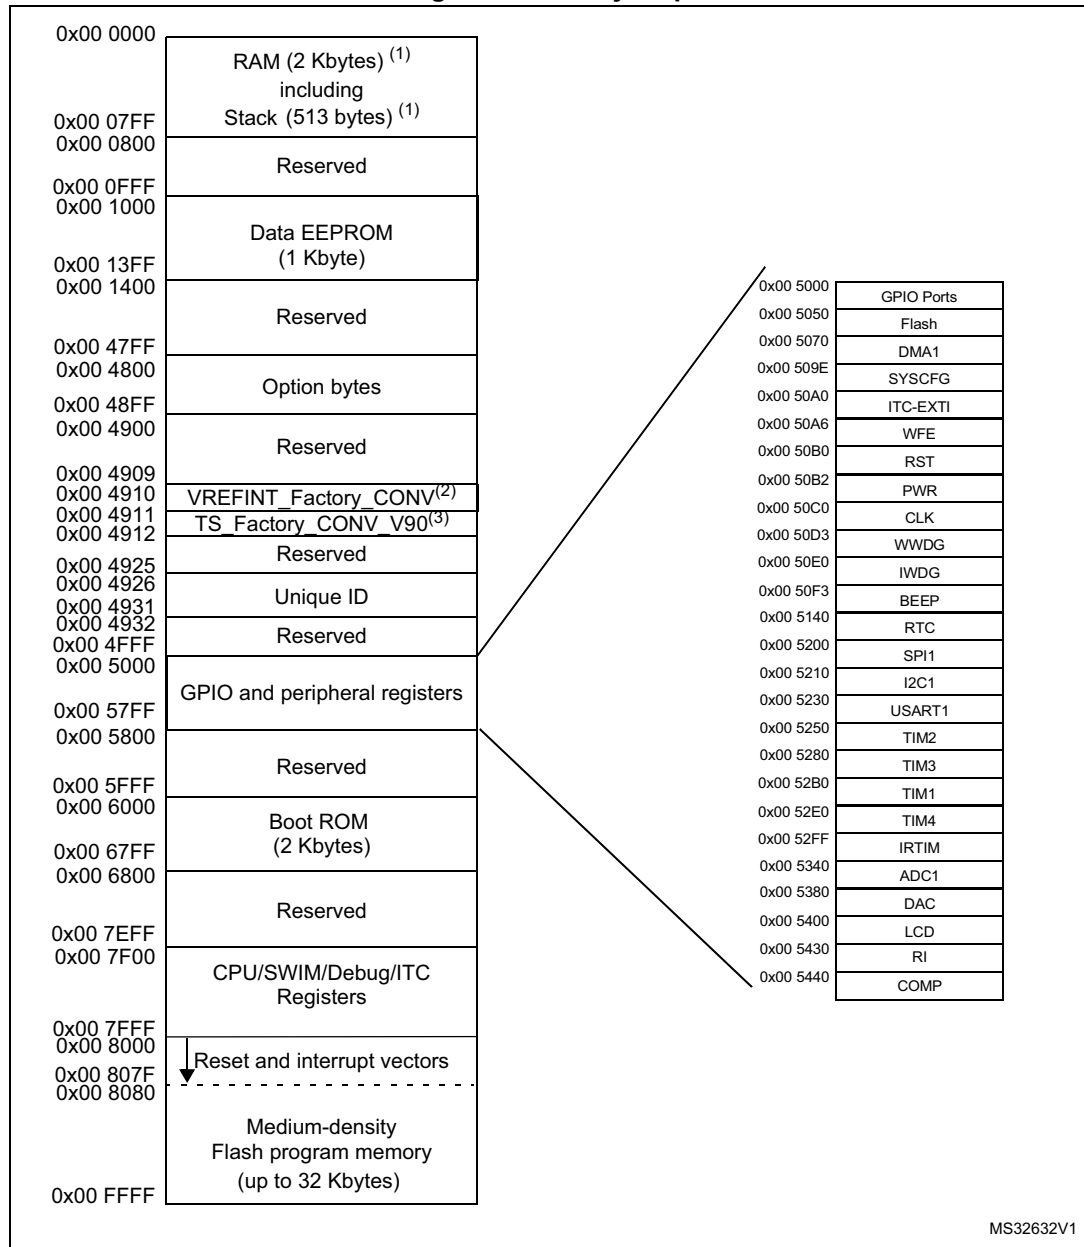 0x00 0000
RAM (2 Kbytes) (1)
including
Stack (513 bytes) (1)
0x00 07FF
0x00 0800
Reserved
0x00 0FFF
0x00 1000
Data EEPROM
(1 Kbyte)
0x00 13FF
0x00 1400
Reserved
0x00 47FF
0x00 4800
Option bytes
0x00 48FF
0x00 4900
Reserved
0x00 4909
0x00 4910
VREFINT_Factory_CONV(2)
0x00 4911
TS_Factory_CONV_V90(3)
0x00 4912
Reserved
0x00 4925
0x00 4926
Unique ID
0x00 4931
0x00 4932
Reserved
0x00 4FFF
0x00 5000
GPIO and peripheral registers
0x00 57FF
0x00 5800
Reserved
0x00 5FFF
0x00 6000
Boot ROM
(2 Kbytes)
0x00 67FF
0x00 6800
Reserved
0x00 7EFF
0x00 7F00
CPU/SWIM/Debug/ITC
Registers
0x00 7FFF
0x00 8000
Reset and interrupt vectors
0x00 807F
0x00 8080
Medium-density
Flash program memory
(up to 32 Kbytes)
0x00 FFFF
0x00 5000
GPIO Ports
0x00 5050
Flash
0x00 5070
DMA1
0x00 509E
SYSCFG
0x00 50A0
ITC-EXTI
0x00 50A6
WFE
0x00 50B0
RST
0x00 50B2
PWR
0x00 50C0
CLK
0x00 50D3
WWDG
0x00 50E0
IWDG
0x00 50F3
BEEP
0x00 5140
RTC
0x00 5200
SPI1
0x00 5210
I2C1
0x00 5230
USART1
0x00 5250
TIM2
0x00 5280
TIM3
0x00 52B0
TIM1
0x00 52E0
TIM4
0x00 52FF
IRTIM
0x00 5340
ADC1
0x00 5380
DAC
0x00 5400
LCD
0x00 5430
RI
0x00 5440
COMP
MS32632V1